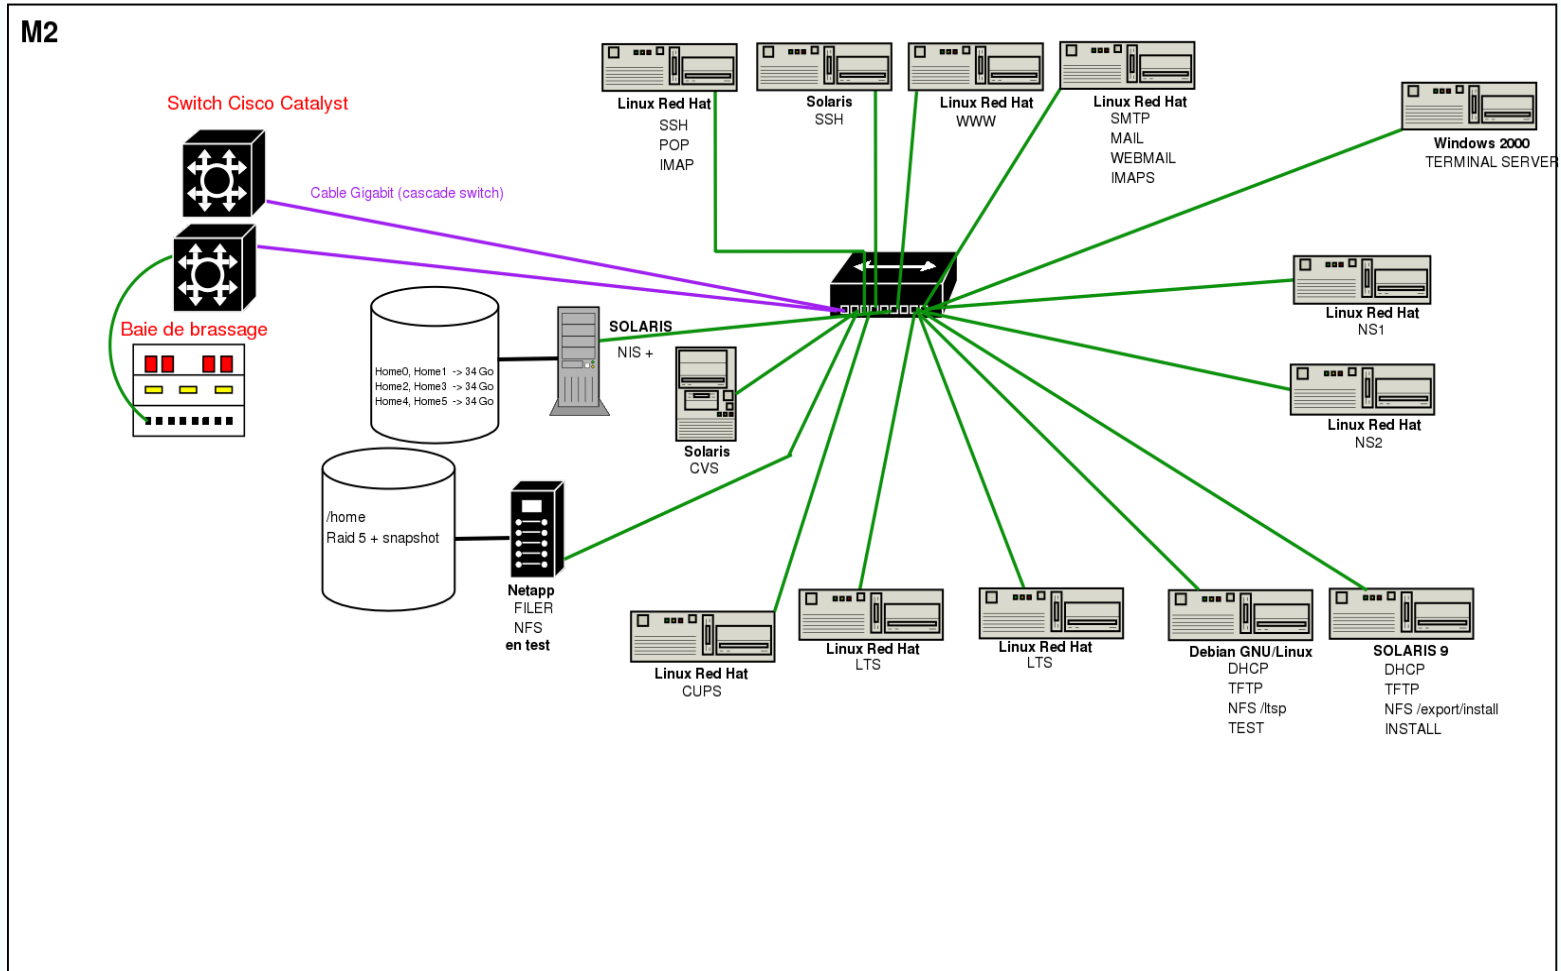 M2
Switch Cisco Catalyst
Cable Gigabit (cascade switch)
Baie de brassage
Linux Red Hat
SSH
POP
IMAP
Solaris
SSH
Linux Red Hat
WWW
Linux Red Hat
SMTP
MAIL
WEBMAIL
IMAPS
Windows 2000
TERMINAL SERVER
Linux Red Hat
NS1
Linux Red Hat
NS2
Home0, Home1 -> 34 Go
Home2, Home3 -> 34 Go
Home4, Home5 -> 34 Go
SOLARIS
NIS +
Solaris
CVS
/home
Raid 5 + snapshot
Netapp
FILER
NFS
en test
Linux Red Hat
CUPS
Linux Red Hat
LTS
Linux Red Hat
LTS
Debian GNU/Linux
DHCP
TFTP
NFS /ltsp
TEST
SOLARIS 9
DHCP
TFTP
NFS /export/install
INSTALL